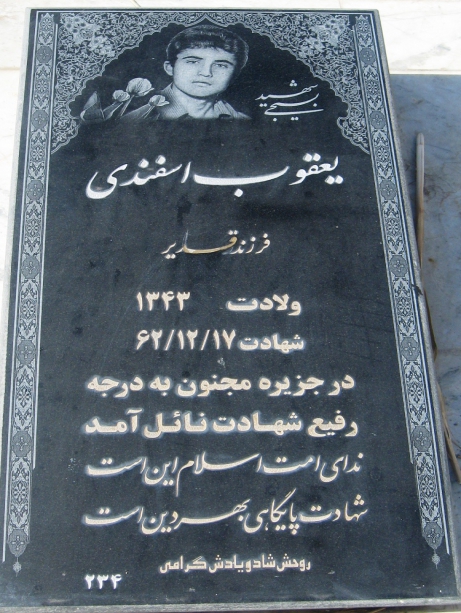 شهید
بسیجی
یعقوب اسفندی
فرزند قدیر
ولادت ۱۳۴۳
شهادت ۶۲/۱۲/۱۷
در جزیره مجنون به درجه
رفیع شهادت نائل آمد
ندای امت اسلام این است
شهادت پایگاهی بهر دین است
روحش شاد و یادش گرامی
۲۳۴